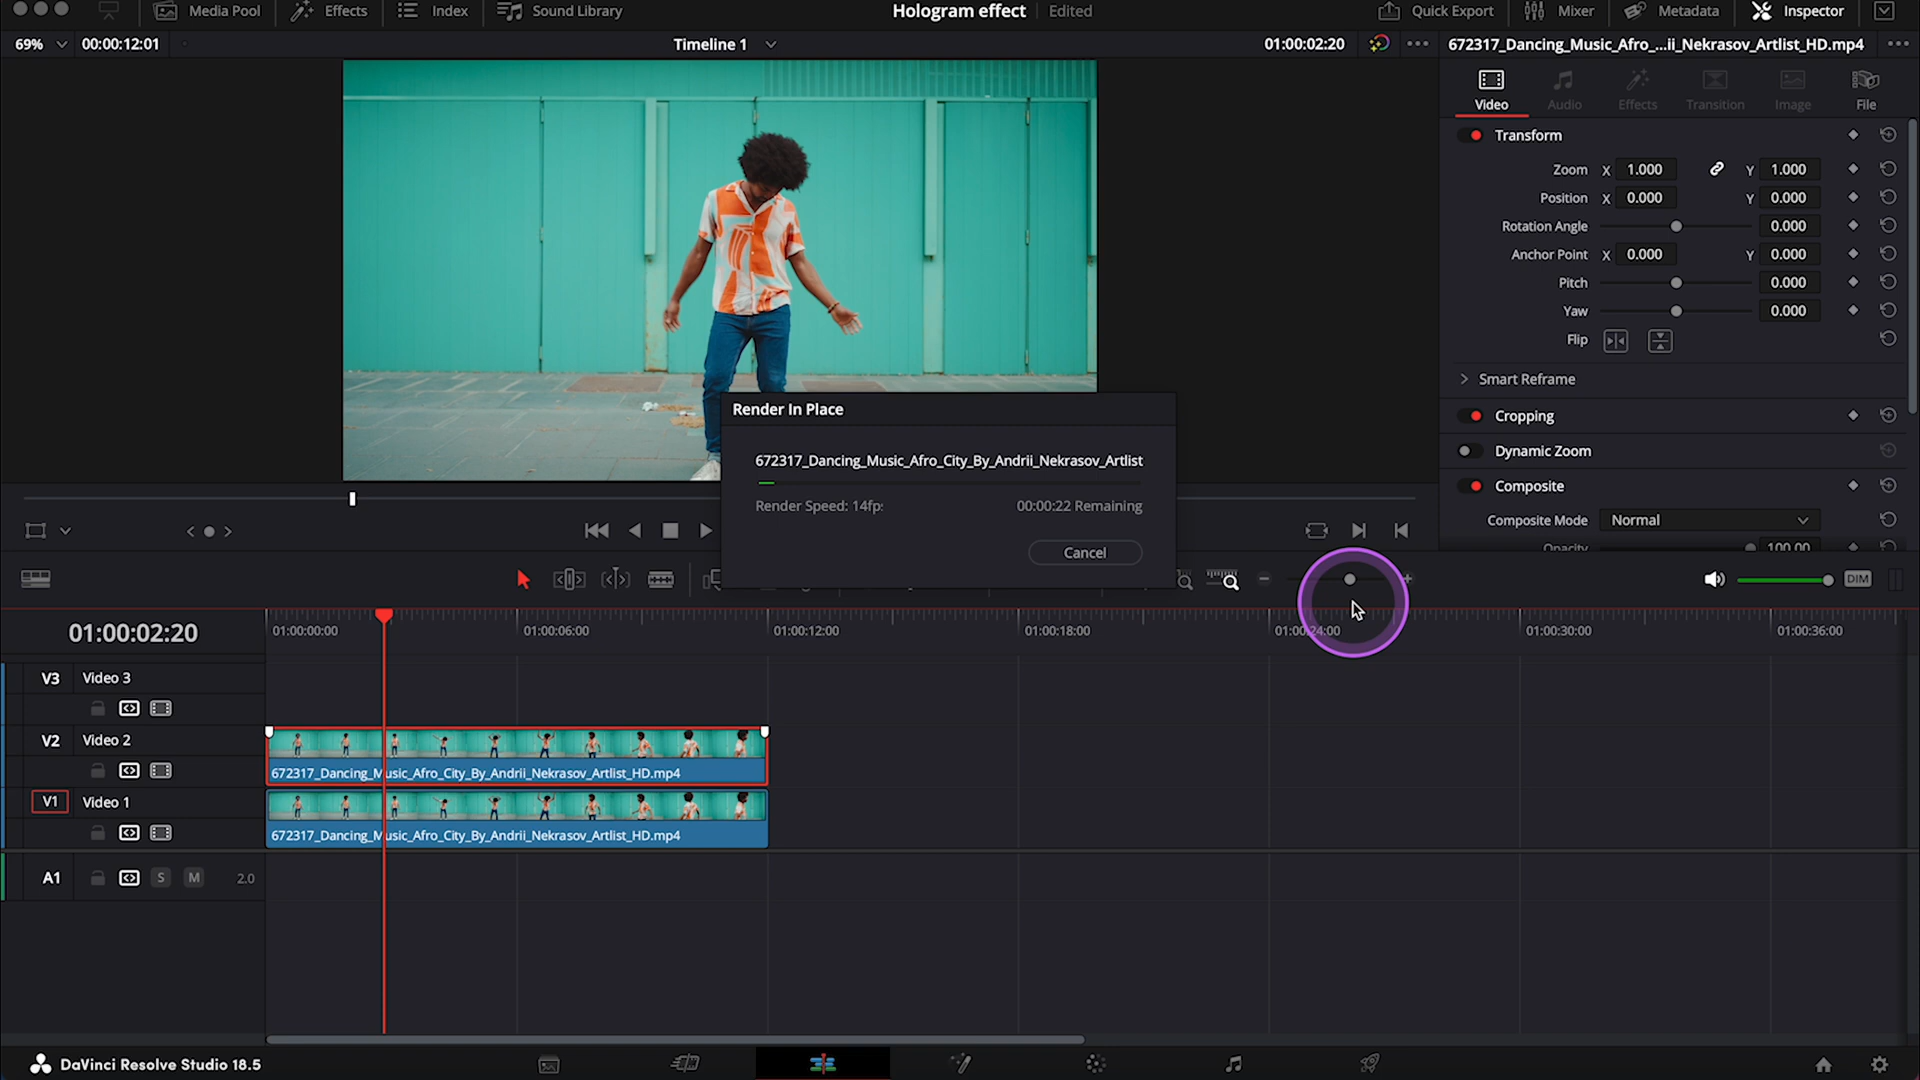 Media Pool
Effects
Index
Sound Library
Hologram effect
Edited
Quick Export
Mixer
Metadata
Inspector
69%
00:00:12:01
Timeline 1
01:00:02:20
672317_Dancing_Music_Afro_...ii_Nekrasov_Artlist_HD.mp4
Video
Audio
Effects
Transition
Image
File
Transform
Zoom X 1.000 Y 1.000
Position X 0.000 Y 0.000
Rotation Angle 0.000
Anchor Point X 0.000 Y 0.000
Pitch 0.000
Yaw 0.000
Flip
Smart Reframe
Cropping
Dynamic Zoom
Composite
Composite Mode Normal
Opacity 100.00
Render In Place
672317_Dancing_Music_Afro_City_By_Andrii_Nekrasov_Artlist
Render Speed: 14fp:
00:00:22 Remaining
Cancel
DIM
01:00:02:20
01:00:00:00
01:00:06:00
01:00:12:00
01:00:18:00
01:00:24:00
01:00:30:00
01:00:36:00
V3 Video 3
V2 Video 2
672317_Dancing_Music_Afro_City_By_Andrii_Nekrasov_Artlist_HD.mp4
V1 Video 1
672317_Dancing_Music_Afro_City_By_Andrii_Nekrasov_Artlist_HD.mp4
A1 S M 2.0
DaVinci Resolve Studio 18.5